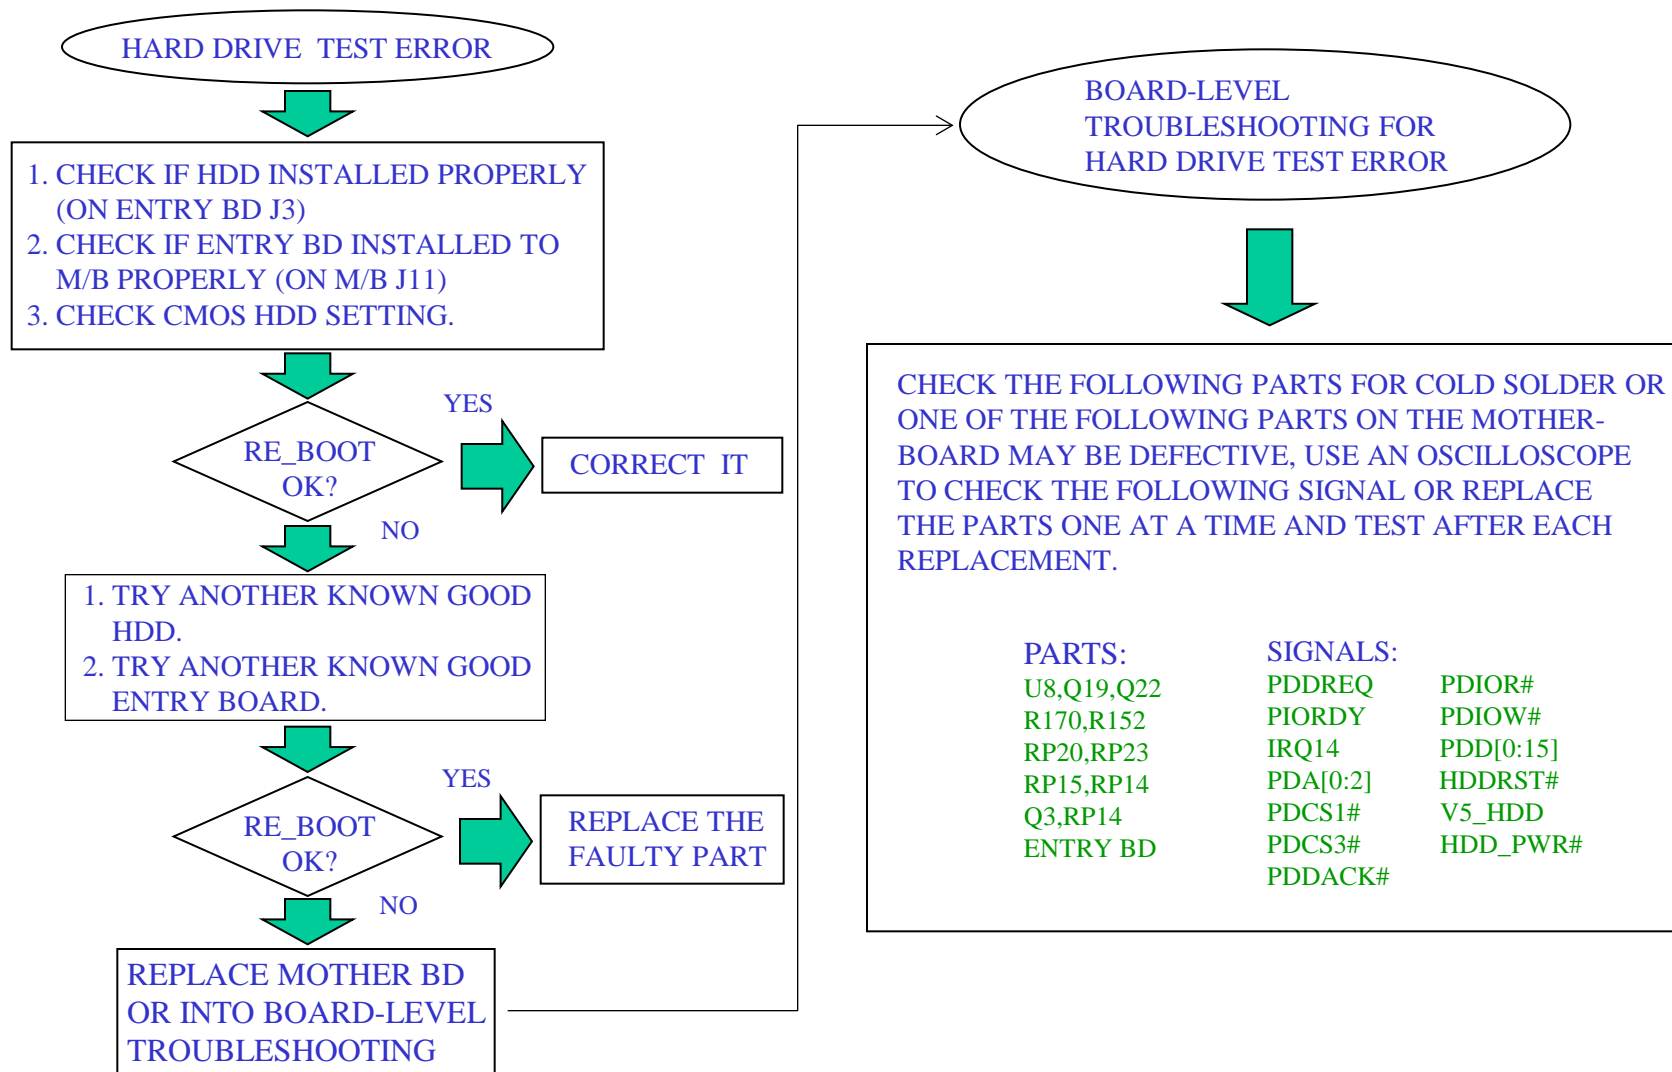 HARD DRIVE TEST ERROR
1. CHECK IF HDD INSTALLED PROPERLY
(ON ENTRY BD J3)
2. CHECK IF ENTRY BD INSTALLED TO
M/B PROPERLY (ON M/B J11)
3. CHECK CMOS HDD SETTING.
RE_BOOT
OK?
YES
CORRECT IT
NO
1. TRY ANOTHER KNOWN GOOD
HDD.
2. TRY ANOTHER KNOWN GOOD
ENTRY BOARD.
RE_BOOT
OK?
YES
REPLACE THE
FAULTY PART
NO
REPLACE MOTHER BD
OR INTO BOARD-LEVEL
TROUBLESHOOTING
BOARD-LEVEL
TROUBLESHOOTING FOR
HARD DRIVE TEST ERROR
CHECK THE FOLLOWING PARTS FOR COLD SOLDER OR
ONE OF THE FOLLOWING PARTS ON THE MOTHER-
BOARD MAY BE DEFECTIVE, USE AN OSCILLOSCOPE
TO CHECK THE FOLLOWING SIGNAL OR REPLACE
THE PARTS ONE AT A TIME AND TEST AFTER EACH
REPLACEMENT.
PARTS:
U8,Q19,Q22
R170,R152
RP20,RP23
RP15,RP14
Q3,RP14
ENTRY BD
SIGNALS:
PDDREQ
PIORDY
IRQ14
PDA[0:2]
PDCS1#
PDCS3#
PDDACK#
PDIOR#
PDIOW#
PDD[0:15]
HDDRST#
V5_HDD
HDD_PWR#